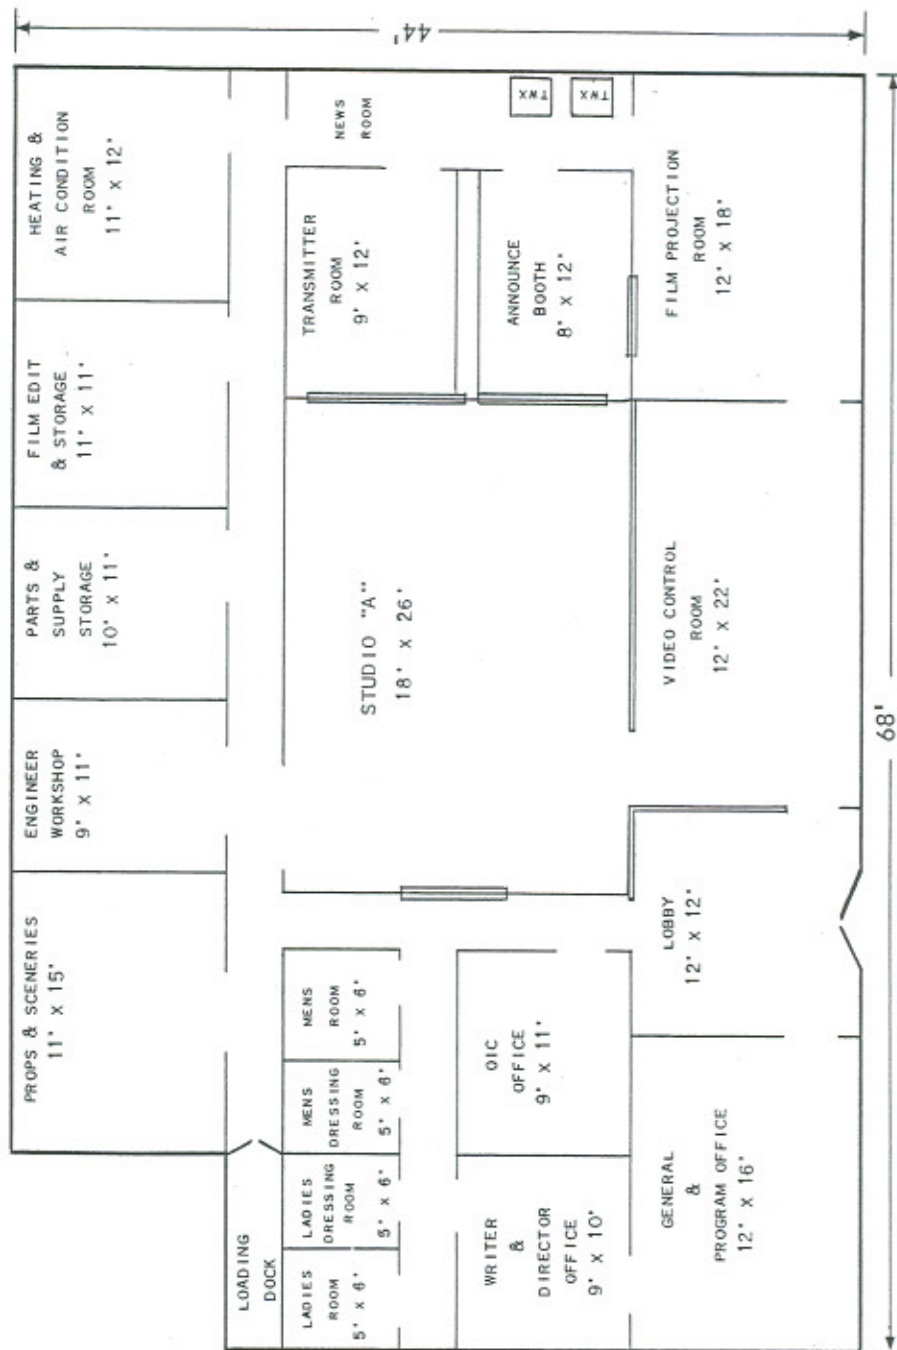 44'
PROPS & SCENERIES
11' X 15'
ENGINEER
WORKSHOP
9' X 11'
PARTS &
SUPPLY
STORAGE
10' X 11'
FILM EDIT
& STORAGE
11' X 11'
HEATING &
AIR CONDITION
ROOM
11' X 12'
LOADING
DOCK
LADIES
ROOM
5' X 6'
LADIES
DRESSING
ROOM
5' X 6'
MENS
DRESSING
ROOM
5' X 6'
MENS
ROOM
5' X 6'
STUDIO "A"
18' X 26'
TRANSMITTER
ROOM
9' X 12'
NEWS
ROOM
WRITER
&
DIRECTOR
OFFICE
9' X 10'
OIC
OFFICE
9' X 11'
ANNOUNCE
BOOTH
8' X 12'
TWX
TWX
GENERAL
&
PROGRAM OFFICE
12' X 16'
LOBBY
12' X 12'
VIDEO CONTROL
ROOM
12' X 22'
FILM PROJECTION
ROOM
12' X 18'
68'